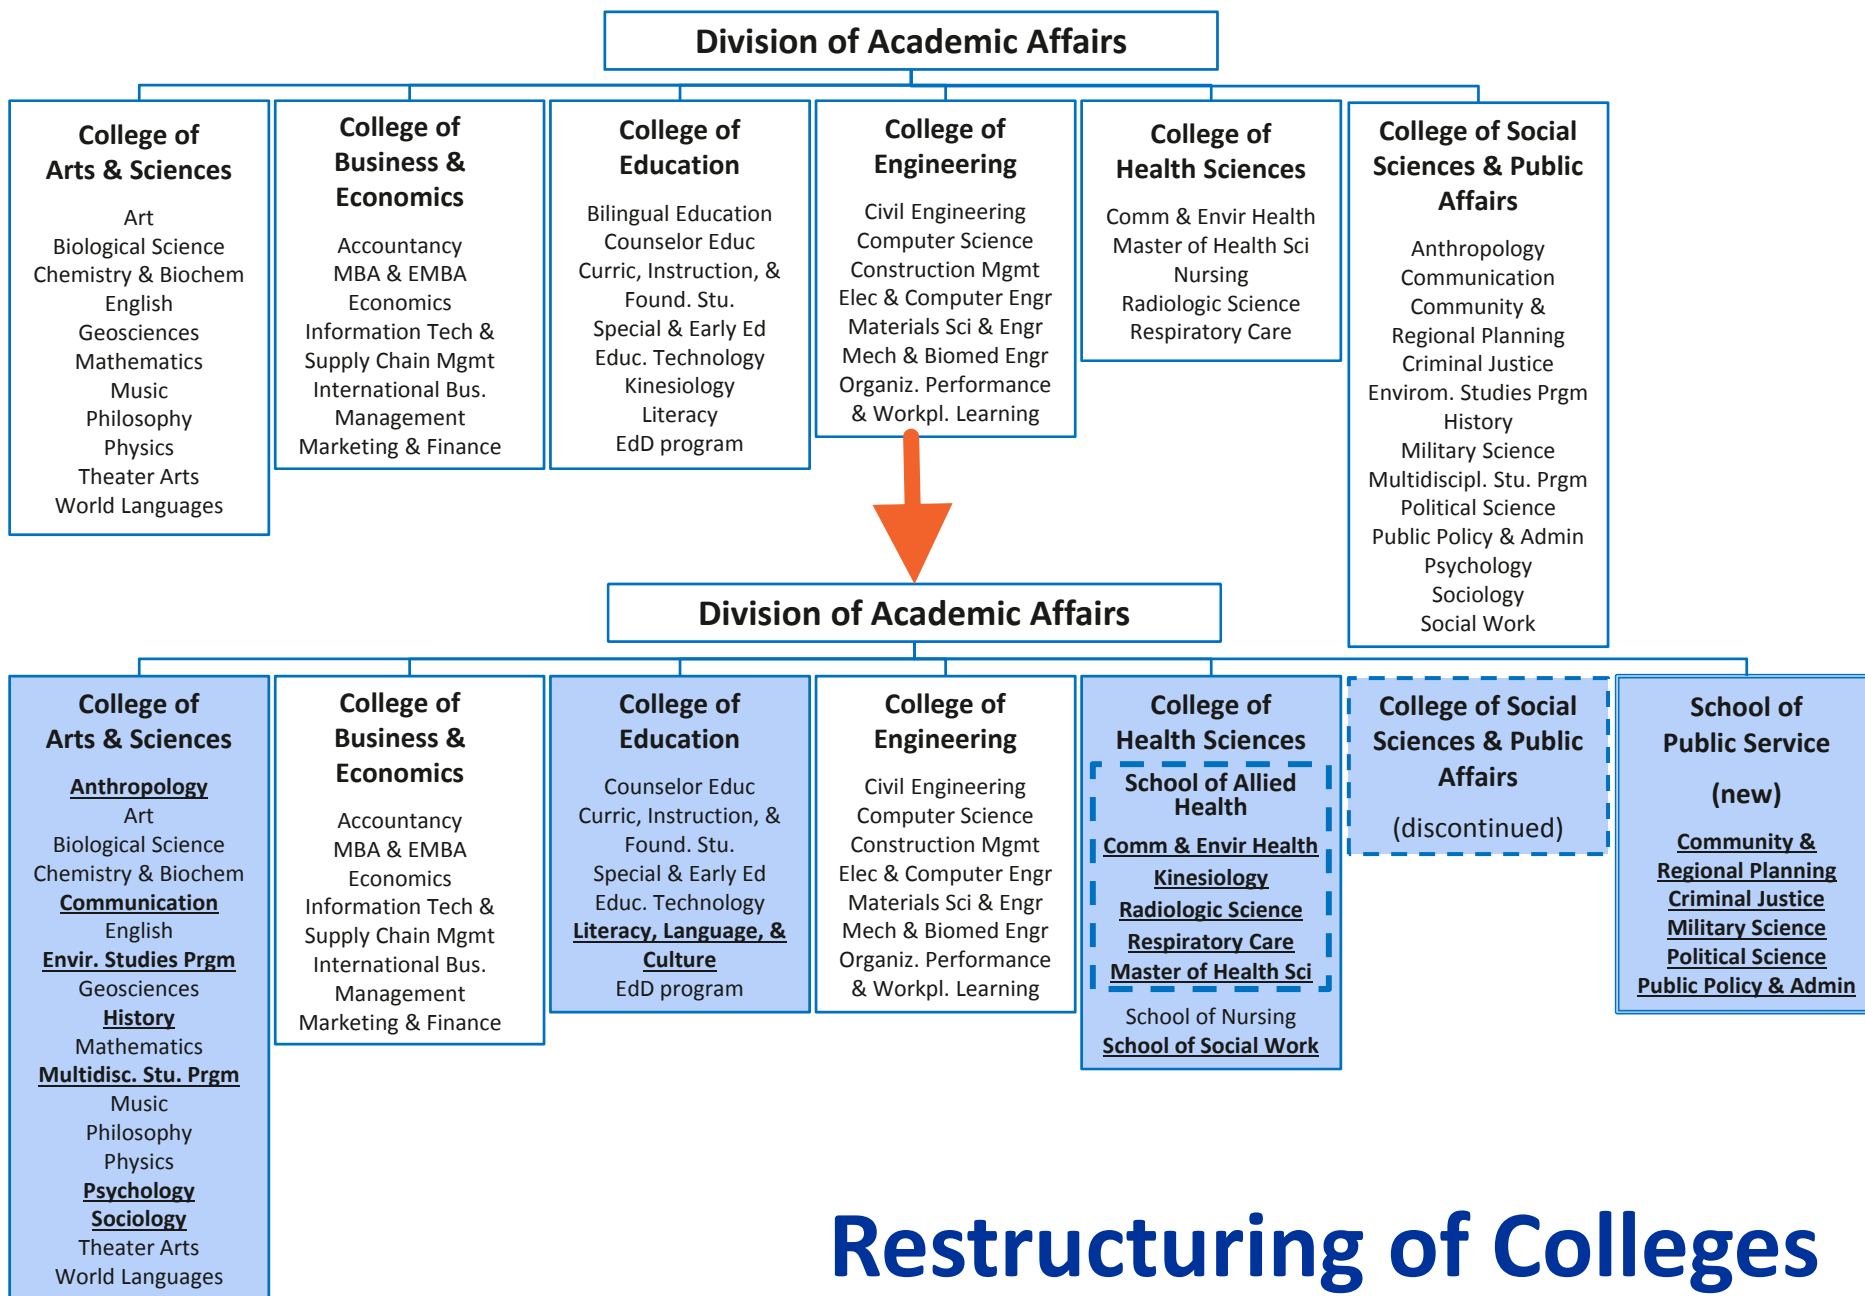 Division of Academic Affairs
College of
Arts & Sciences
Art
Biological Science
Chemistry & Biochem
English
Geosciences
Mathematics
Music
Philosophy
Physics
Theater Arts
World Languages
College of
Business &
Economics
Accountancy
MBA & EMBA
Economics
Information Tech &
Supply Chain Mgmt
International Bus.
Management
Marketing & Finance
College of
Education
Bilingual Education
Counselor Educ
Curric, Instruction, &
Found. Stu.
Special & Early Ed
Educ. Technology
Kinesiology
Literacy
EdD program
College of
Engineering
Civil Engineering
Computer Science
Construction Mgmt
Elec & Computer Engr
Materials Sci & Engr
Mech & Biomed Engr
Organiz. Performance
& Workpl. Learning
College of
Health Sciences
Comm & Envir Health
Master of Health Sci
Nursing
Radiologic Science
Respiratory Care
College of Social
Sciences & Public
Affairs
Anthropology
Communication
Community &
Regional Planning
Criminal Justice
Envirom. Studies Prgm
History
Military Science
Multidiscipl. Stu. Prgm
Political Science
Public Policy & Admin
Psychology
Sociology
Social Work
Division of Academic Affairs
College of
Arts & Sciences
Anthropology
Art
Biological Science
Chemistry & Biochem
Communication
English
Envir. Studies Prgm
Geosciences
History
Mathematics
Multidisc. Stu. Prgm
Music
Philosophy
Physics
Psychology
Sociology
Theater Arts
World Languages
College of
Business &
Economics
Accountancy
MBA & EMBA
Economics
Information Tech &
Supply Chain Mgmt
International Bus.
Management
Marketing & Finance
College of
Education
Counselor Educ
Curric, Instruction, &
Found. Stu.
Special & Early Ed
Educ. Technology
Literacy, Language, &
Culture
EdD program
College of
Engineering
Civil Engineering
Computer Science
Construction Mgmt
Elec & Computer Engr
Materials Sci & Engr
Mech & Biomed Engr
Organiz. Performance
& Workpl. Learning
College of
Health Sciences
School of Allied
Health
Comm & Envir Health
Kinesiology
Radiologic Science
Respiratory Care
Master of Health Sci
School of Nursing
School of Social Work
College of Social
Sciences & Public
Affairs
(discontinued)
School of
Public Service
(new)
Community &
Regional Planning
Criminal Justice
Military Science
Political Science
Public Policy & Admin
Restructuring of Colleges